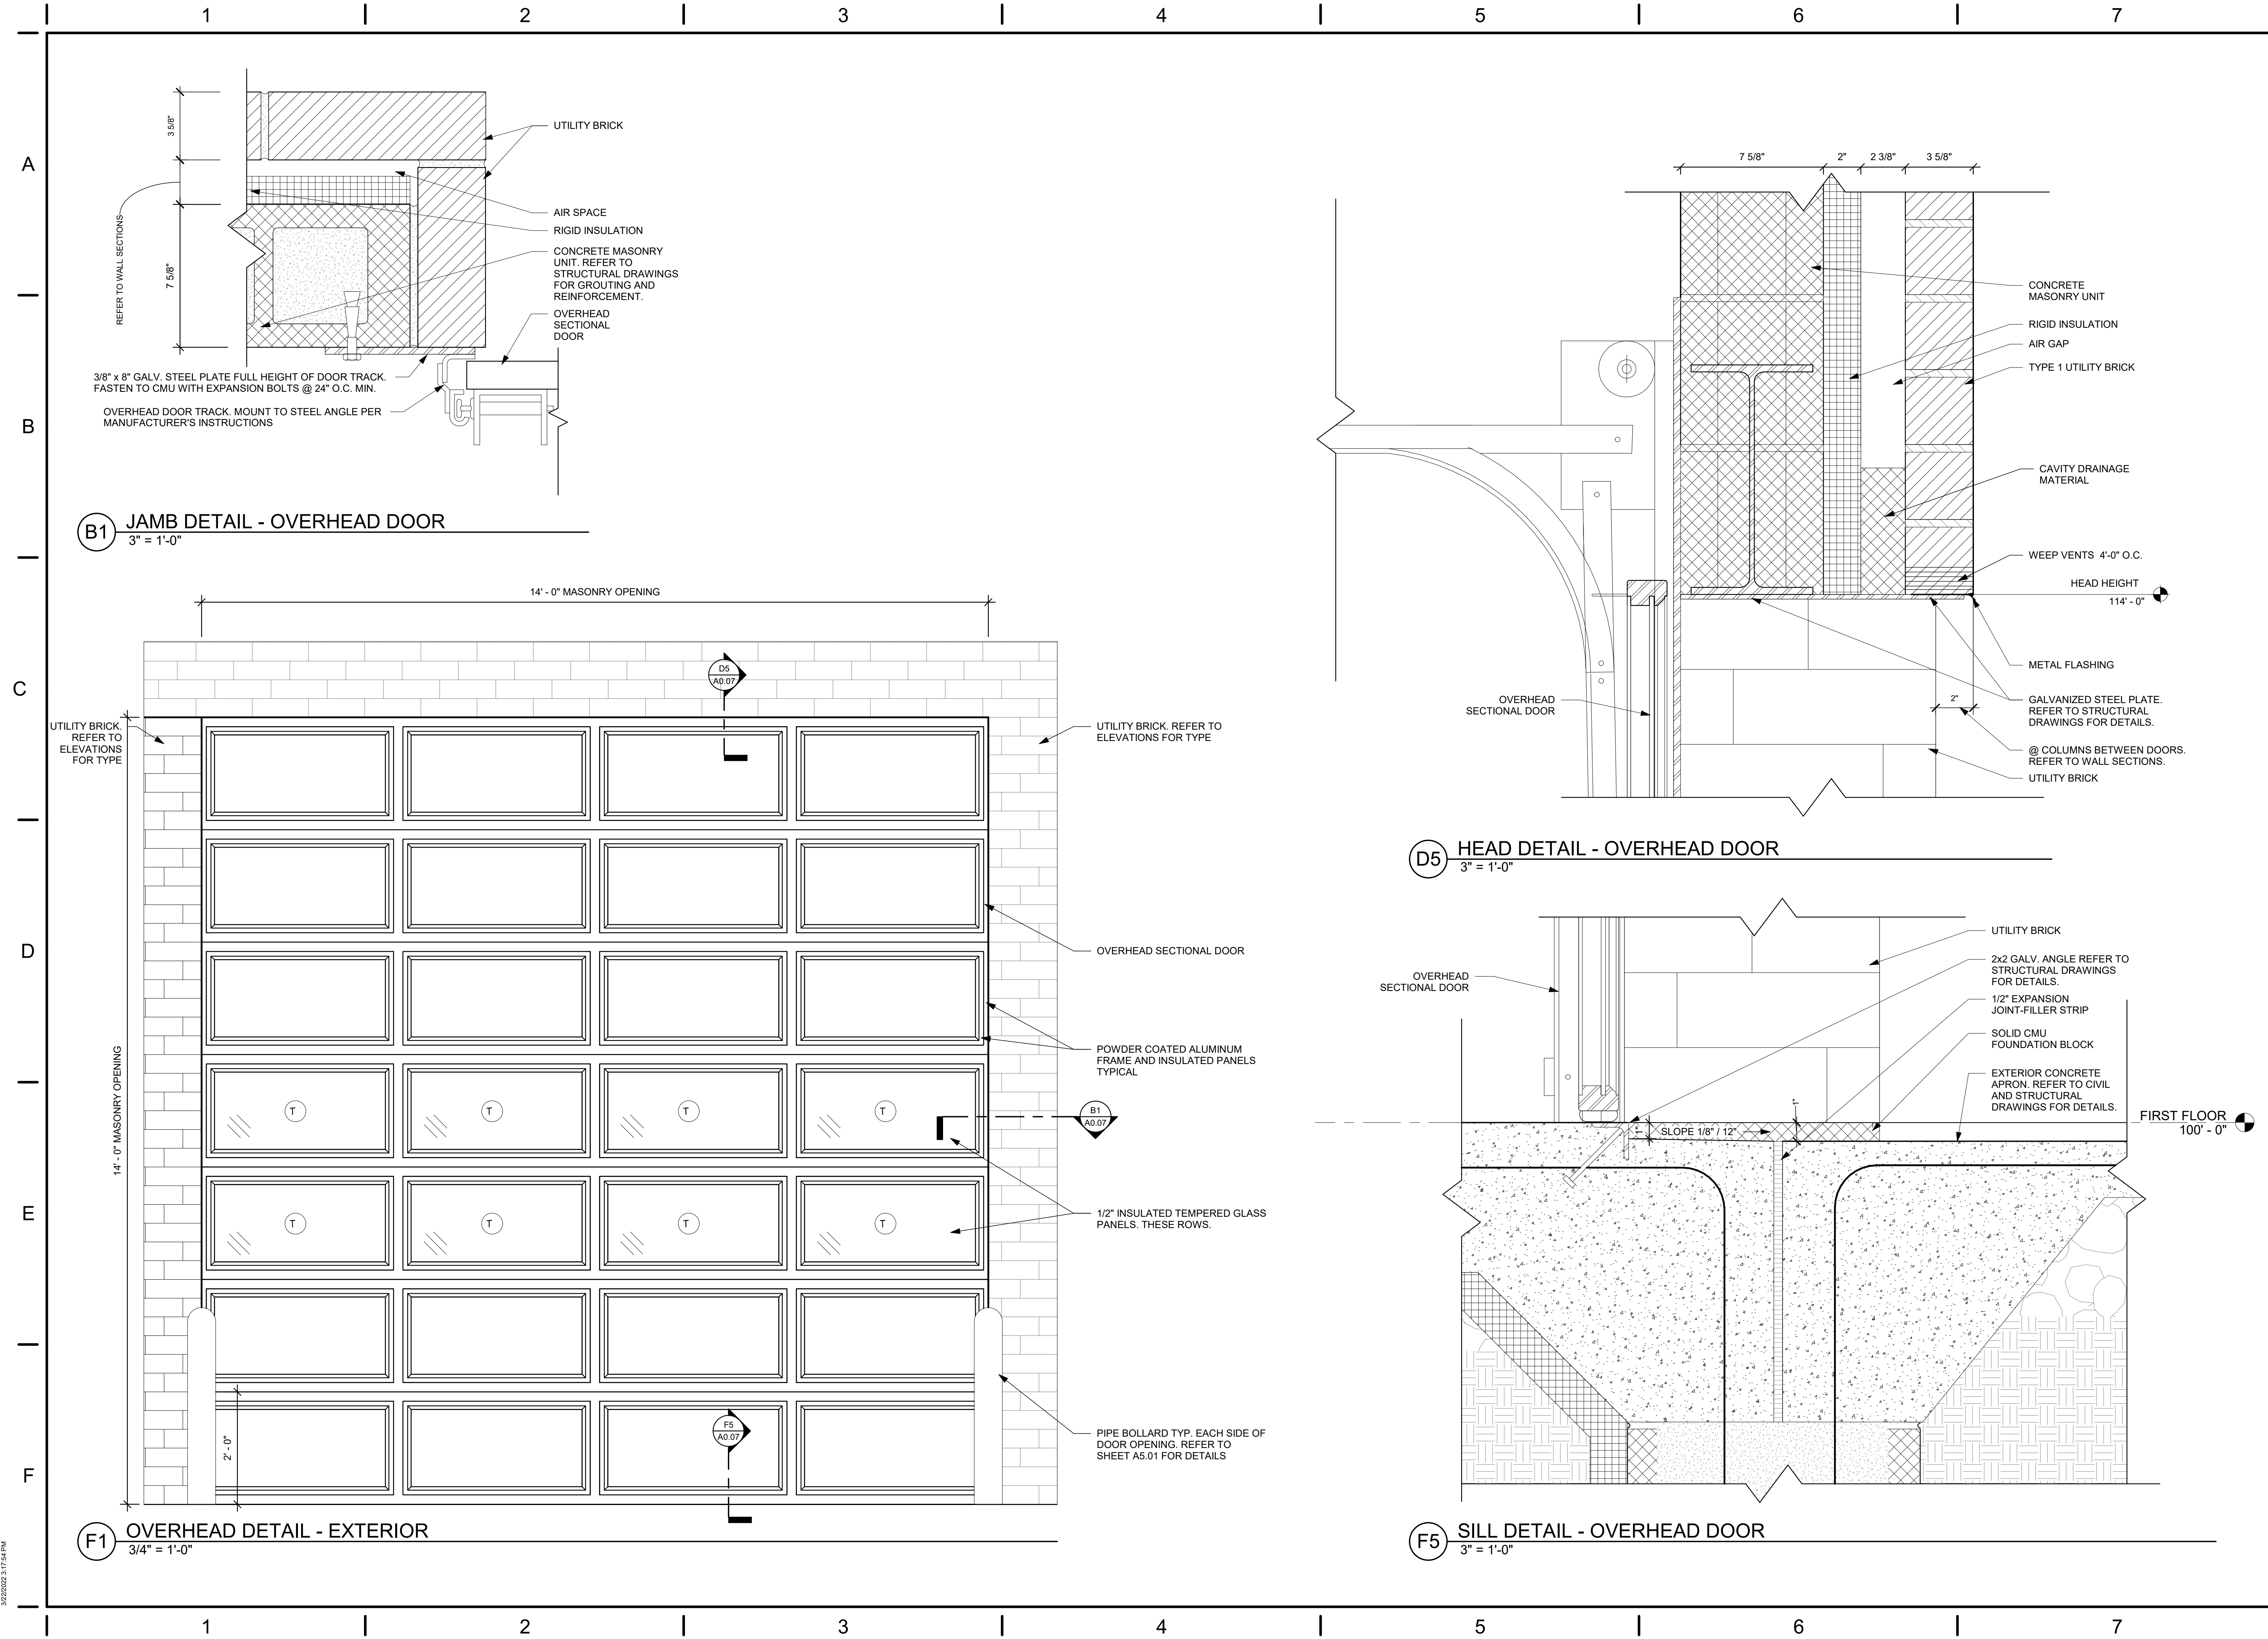 1 2 3 4 5 6 7
A
B
C
D
E
F
3 5/8"
7 5/8"
REFER TO WALL SECTIONS
UTILITY BRICK
AIR SPACE
RIGID INSULATION
CONCRETE MASONRY
UNIT. REFER TO
STRUCTURAL DRAWINGS
FOR GROUTING AND
REINFORCEMENT.
OVERHEAD
SECTIONAL
DOOR
3/8" x 8" GALV. STEEL PLATE FULL HEIGHT OF DOOR TRACK.
FASTEN TO CMU WITH EXPANSION BOLTS @ 24" O.C. MIN.
OVERHEAD DOOR TRACK. MOUNT TO STEEL ANGLE PER
MANUFACTURER'S INSTRUCTIONS
B1 JAMB DETAIL - OVERHEAD DOOR
3" = 1'-0"
14' - 0" MASONRY OPENING
D5
A0.07
UTILITY BRICK.
REFER TO
ELEVATIONS
FOR TYPE
UTILITY BRICK. REFER TO
ELEVATIONS FOR TYPE
OVERHEAD SECTIONAL DOOR
14' - 0" MASONRY OPENING
POWDER COATED ALUMINUM
FRAME AND INSULATED PANELS
TYPICAL
T T T T
B1
A0.07
T T T T
1/2" INSULATED TEMPERED GLASS
PANELS. THESE ROWS.
2' - 0"
F5
A0.07
PIPE BOLLARD TYP. EACH SIDE OF
DOOR OPENING. REFER TO
SHEET A5.01 FOR DETAILS
F1 OVERHEAD DETAIL - EXTERIOR
3/4" = 1'-0"
7 5/8" 2" 2 3/8" 3 5/8"
CONCRETE
MASONRY UNIT
RIGID INSULATION
AIR GAP
TYPE 1 UTILITY BRICK
CAVITY DRAINAGE
MATERIAL
WEEP VENTS 4'-0" O.C.
HEAD HEIGHT
114' - 0"
METAL FLASHING
OVERHEAD
SECTIONAL DOOR
2"
GALVANIZED STEEL PLATE.
REFER TO STRUCTURAL
DRAWINGS FOR DETAILS.
@ COLUMNS BETWEEN DOORS.
REFER TO WALL SECTIONS.
UTILITY BRICK
D5 HEAD DETAIL - OVERHEAD DOOR
3" = 1'-0"
UTILITY BRICK
2x2 GALV. ANGLE REFER TO
STRUCTURAL DRAWINGS
FOR DETAILS.
OVERHEAD
SECTIONAL DOOR
1/2" EXPANSION
JOINT-FILLER STRIP
SOLID CMU
FOUNDATION BLOCK
EXTERIOR CONCRETE
APRON. REFER TO CIVIL
AND STRUCTURAL
DRAWINGS FOR DETAILS.
1"
1"
SLOPE 1/8" / 12"
FIRST FLOOR
100' - 0"
F5 SILL DETAIL - OVERHEAD DOOR
3" = 1'-0"
3/22/2022 3:17:54 PM
1 2 3 4 5 6 7